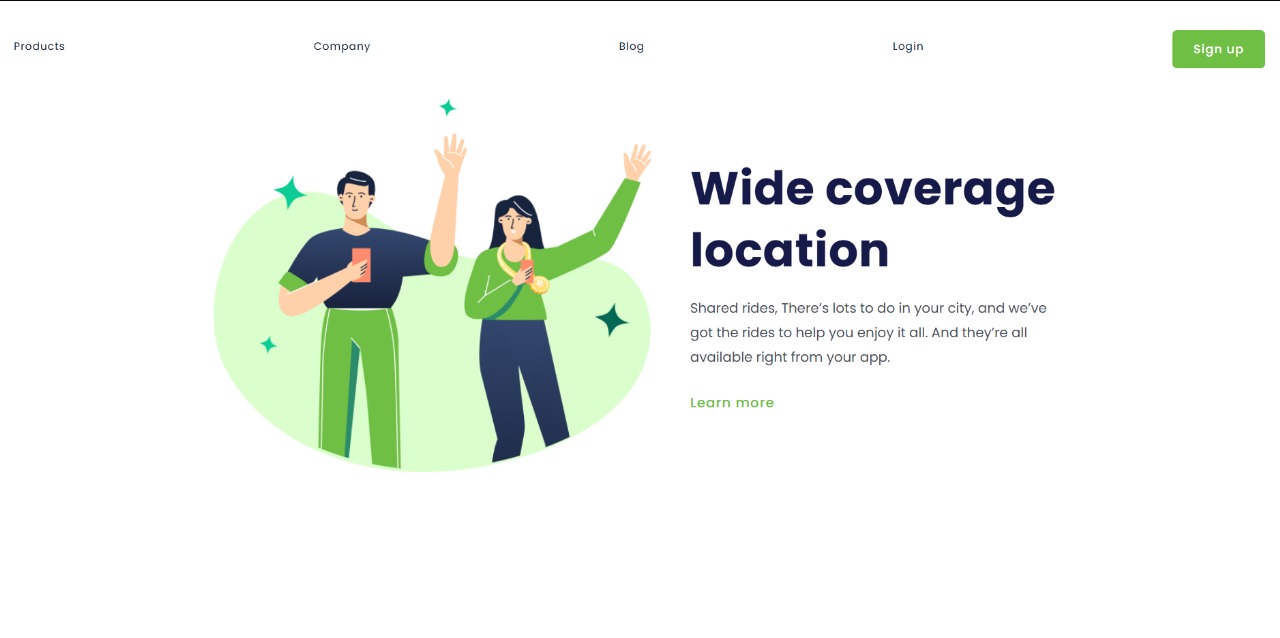 Products
Company
Blog
Login
Sign up
Wide coverage
location
Shared rides, There’s lots to do in your city, and we’ve
got the rides to help you enjoy it all. And they’re all
available right from your app.
Learn more